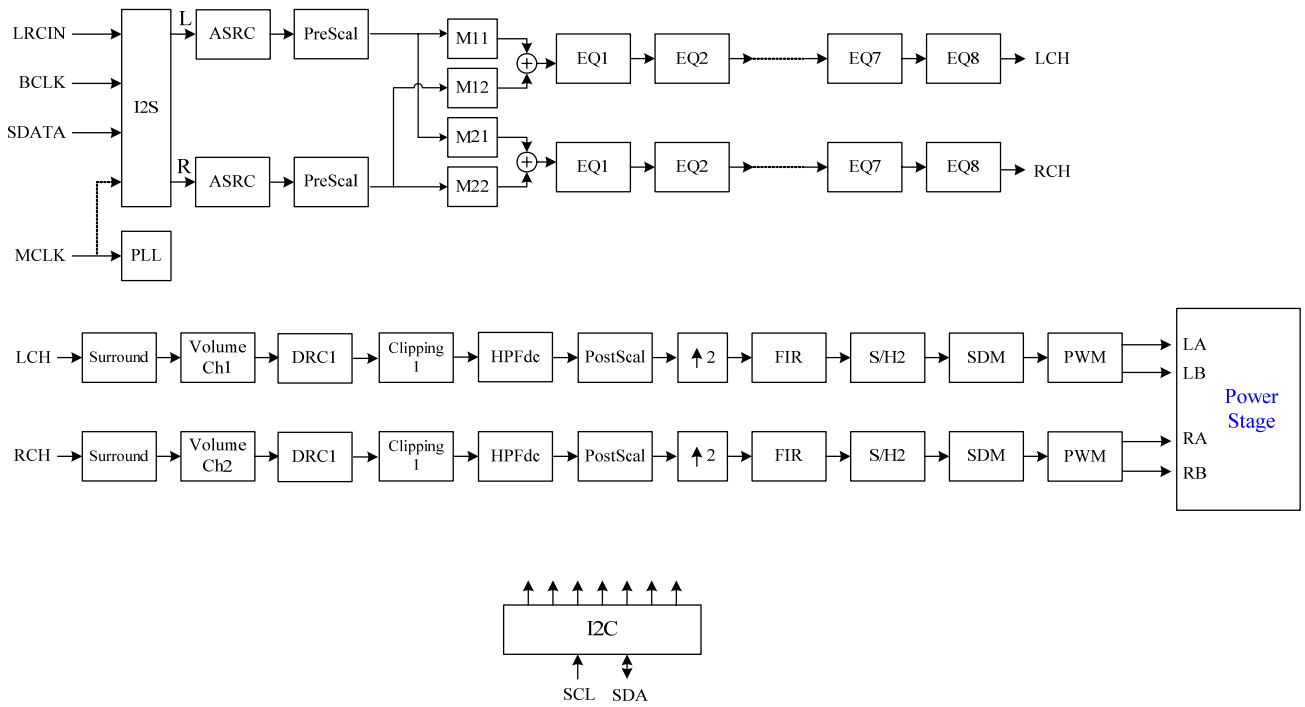 LRCIN
BCLK
SDATA
MCLK
I2S
PLL
L
ASRC
PreScal
R
ASRC
PreScal
M11
M12
M21
M22
+
+
EQ1
EQ2
EQ7
EQ8
LCH
EQ1
EQ2
EQ7
EQ8
RCH
LCH
Surround
Volume
Ch1
DRC1
Clipping
1
HPFdc
PostScal
↑ 2
FIR
S/H2
SDM
PWM
LA
LB
RCH
Surround
Volume
Ch2
DRC1
Clipping
1
HPFdc
PostScal
↑ 2
FIR
S/H2
SDM
PWM
RA
RB
Power
Stage
I2C
SCL
SDA